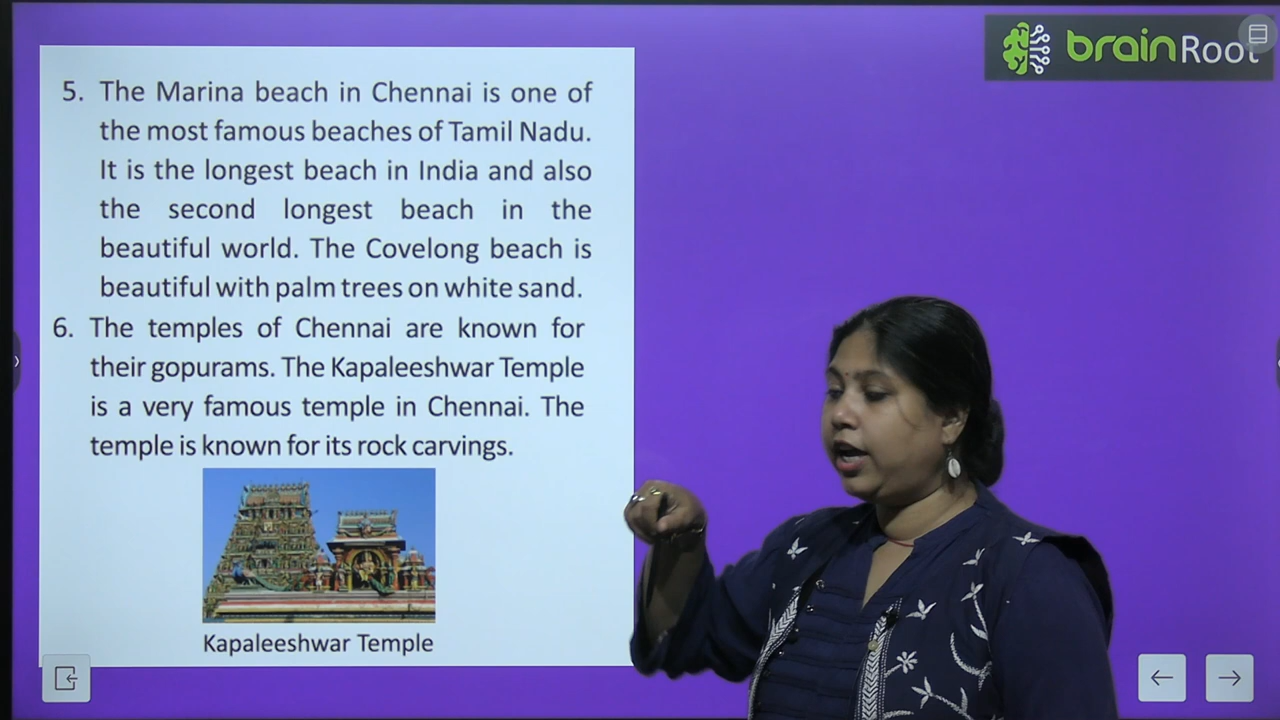 brainRoot
5. The Marina beach in Chennai is one of
the most famous beaches of Tamil Nadu.
It is the longest beach in India and also
the second longest beach in the
beautiful world. The Covelong beach is
beautiful with palm trees on white sand.
6. The temples of Chennai are known for
their gopurams. The Kapaleeshwar Temple
is a very famous temple in Chennai. The
temple is known for its rock carvings.
Kapaleeshwar Temple